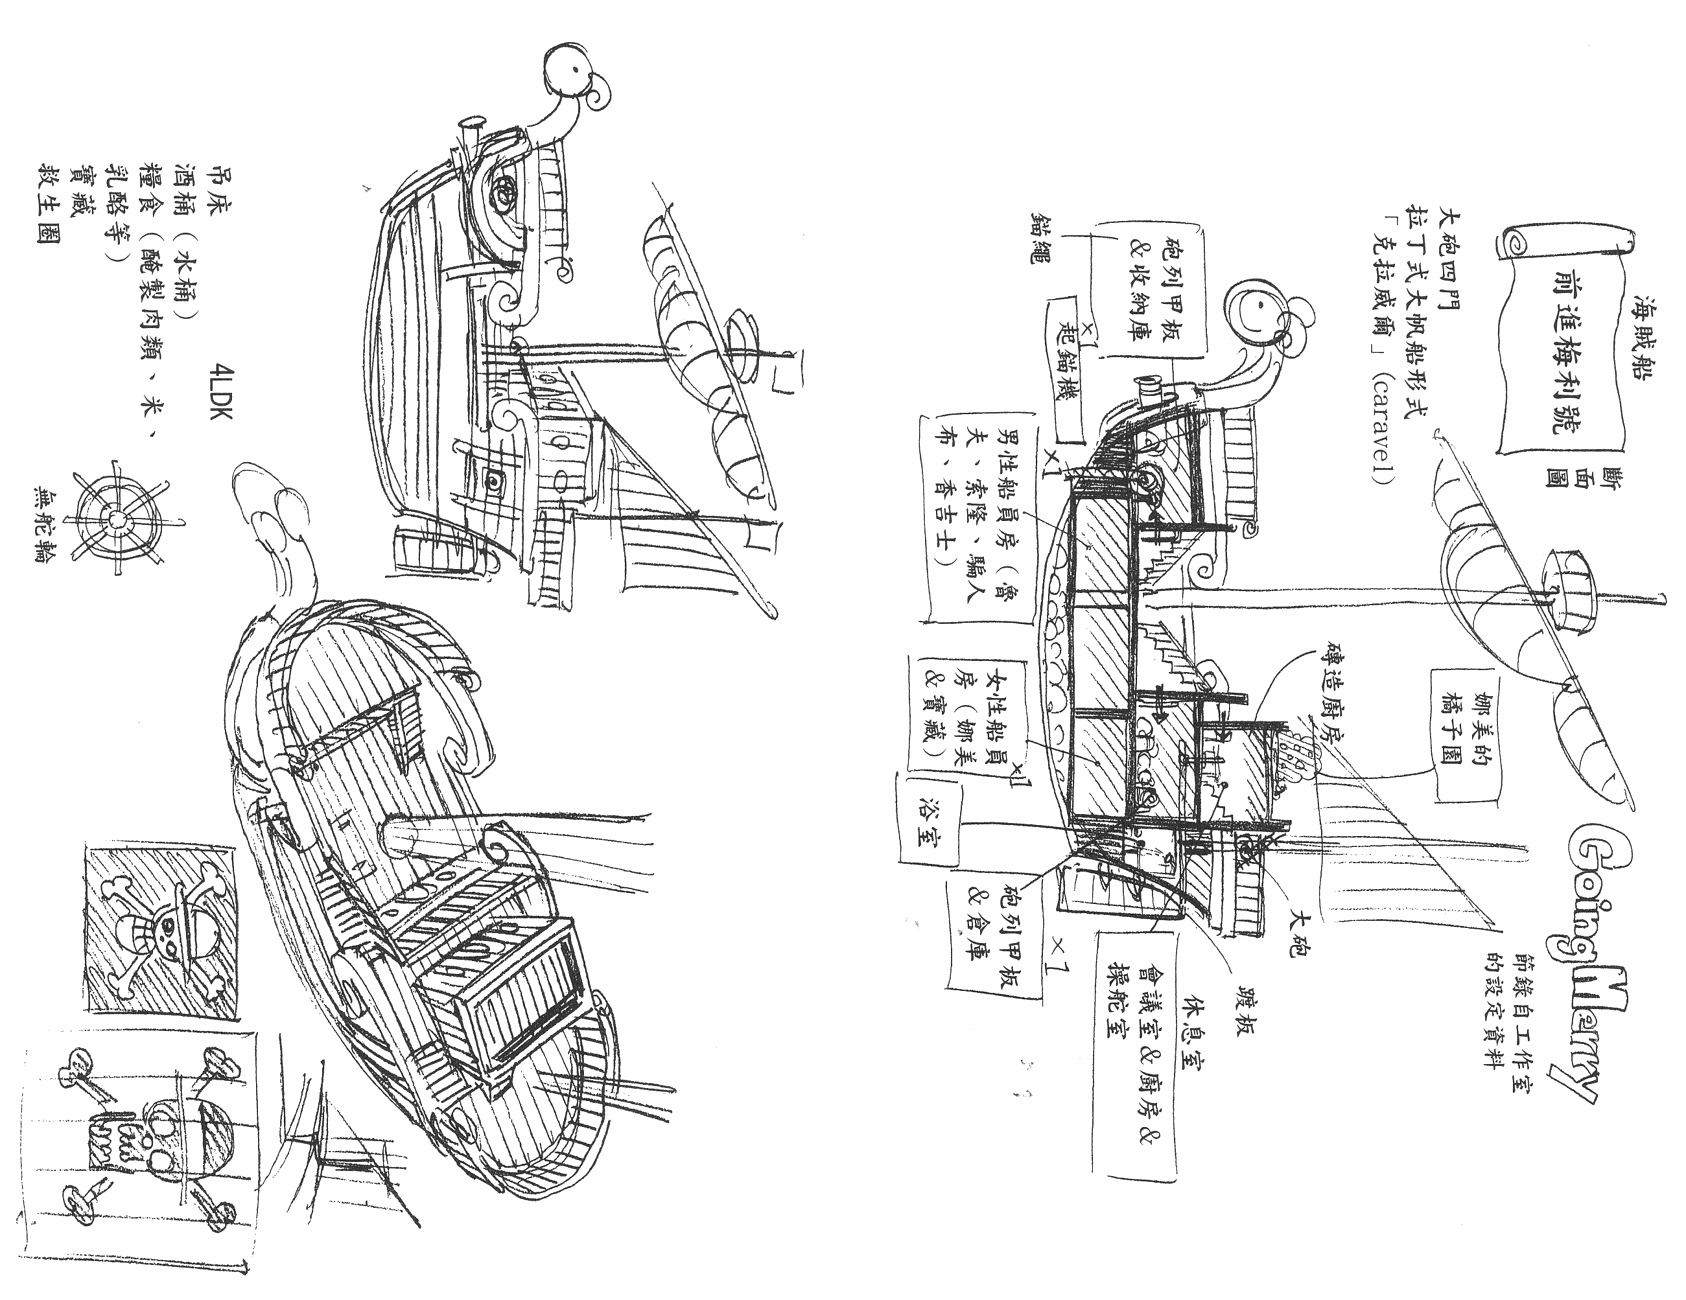 海賊船
前進梅利號
斷面圖
大砲四門
拉丁式大帆船形式
「克拉威爾」(caravel)
Going Merry
節錄自工作室
的設定資料
娜美的
橘子園
磚造廚房
砲列甲板
&收納庫
×1
錨繩
起錨機
×1
男性船員房（魯
夫、索隆、騙人
布、香吉士）
女性船員
房（娜美
&寶藏）
×1
浴室
砲列甲板
&倉庫
×1
大砲
踱板
休息室
會議室&廚房&
操舵室
吊床
酒桶（水桶）
糧食（醃製肉類、米、
乳酪等）
寶藏
救生圈
4LDK
無舵輪